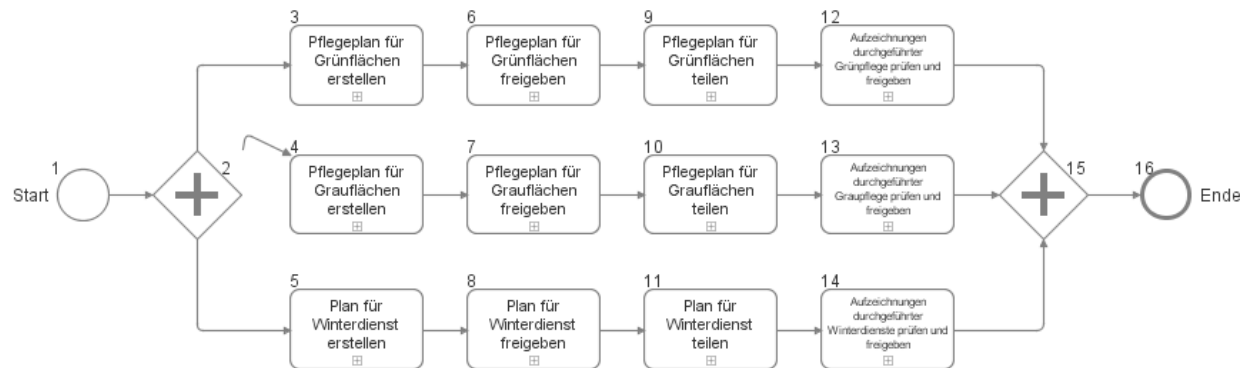 3
Pflegeplan für
Grünflächen
erstellen
6
Pflegeplan für
Grünflächen
freigeben
9
Pflegeplan für
Grünflächen
teilen
12
Aufzeichnungen
durchgeführter
Grünpflege prüfen und
freigeben
1
Start
2
4
Pflegeplan für
Grauflächen
erstellen
7
Pflegeplan für
Grauflächen
freigeben
10
Pflegeplan für
Grauflächen
teilen
13
Aufzeichnungen
durchgeführter
Graupflege prüfen und
freigeben
15
16
Ende
5
Plan für
Winterdienst
erstellen
8
Plan für
Winterdienst
freigeben
11
Plan für
Winterdienst
teilen
14
Aufzeichnungen
durchgeführter
Winterdienste prüfen und
freigeben